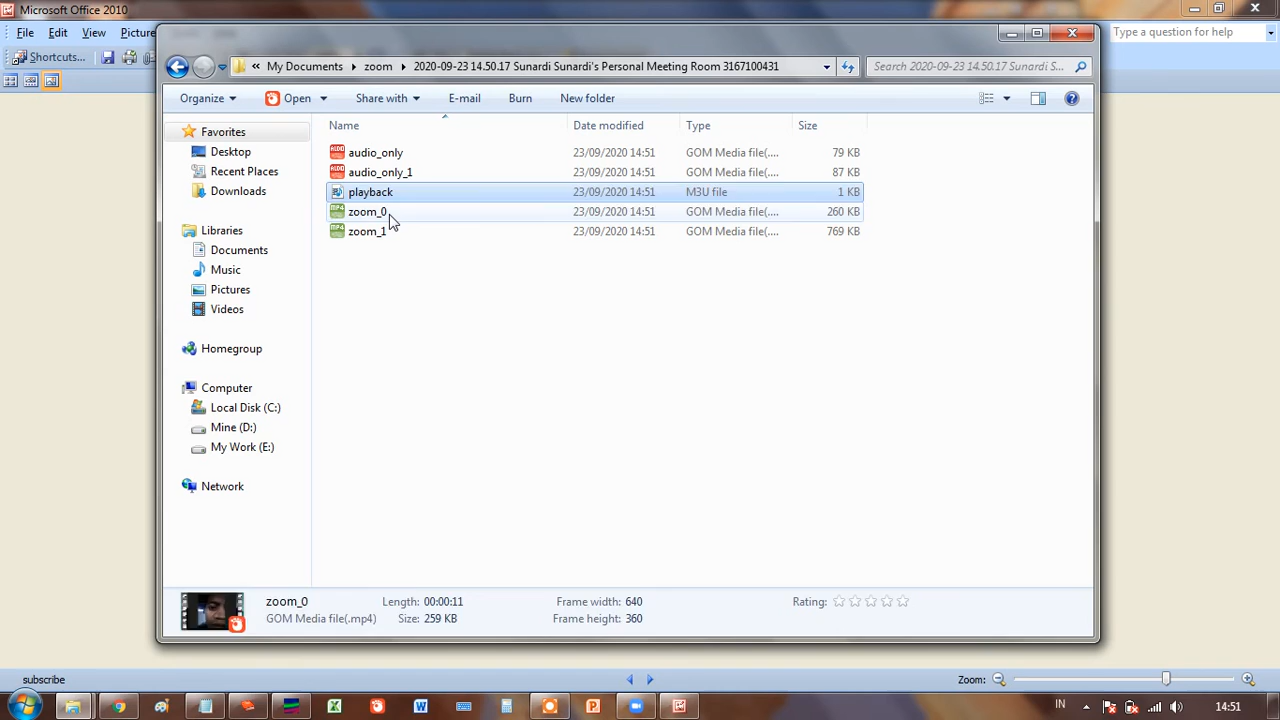 Microsoft Office 2010
File Edit View Picture
Type a question for help
Shortcuts...
« My Documents zoom 2020-09-23 14.50.17 Sunardi Sunardi's Personal Meeting Room 3167100431
Search 2020-09-23 14.50.17 Sunardi S...
Organize Open Share with E-mail Burn New folder
Name Date modified Type Size
Favorites
Desktop
Recent Places
Downloads
Libraries
Documents
Music
Pictures
Videos
Homegroup
Computer
Local Disk (C:)
Mine (D:)
My Work (E:)
Network
audio_only 23/09/2020 14:51 GOM Media file(.... 79 KB
audio_only_1 23/09/2020 14:51 GOM Media file(.... 87 KB
playback 23/09/2020 14:51 M3U file 1 KB
zoom_0 23/09/2020 14:51 GOM Media file(.... 260 KB
zoom_1 23/09/2020 14:51 GOM Media file(.... 769 KB
zoom_0 Length: 00:00:11 Frame width: 640 Rating:
GOM Media file(.mp4) Size: 259 KB Frame height: 360
subscribe
Zoom:
IN
14:51